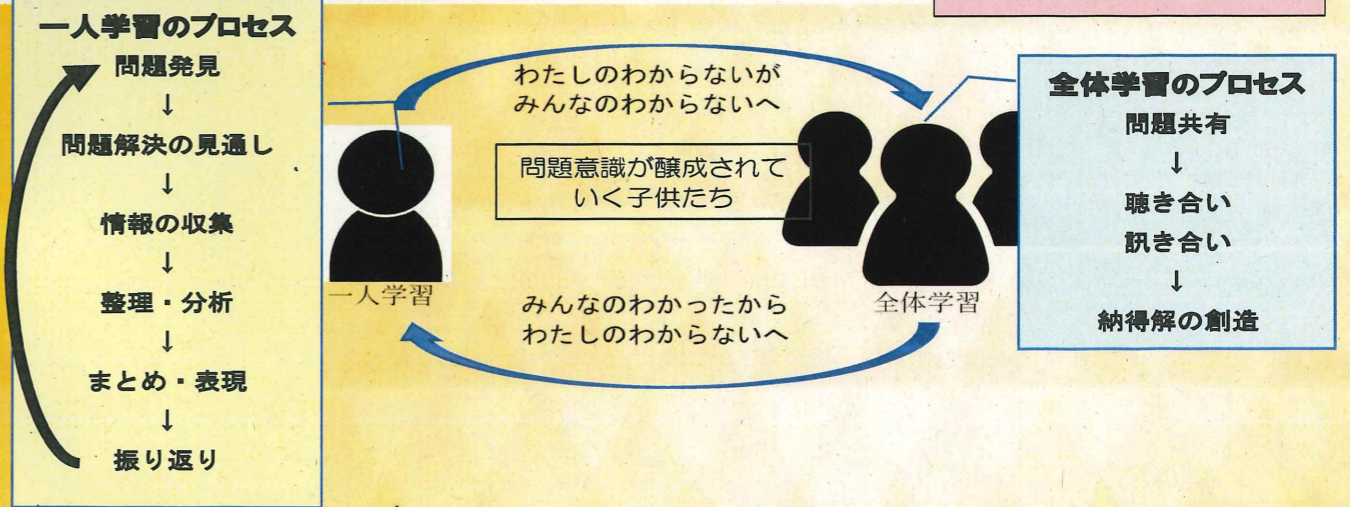 一人学習のプロセス
問題発見
↓
問題解決の見通し
↓
情報の収集
↓
整理・分析
↓
まとめ・表現
↓
振り返り
わたしのわからないが
みんなのわからないへ
問題意識が醸成されて
いく子供たち
一人学習
みんなのわかったから
わたしのわからないへ
全体学習
全体学習のプロセス
問題共有
↓
聴き合い
訊き合い
↓
納得解の創造